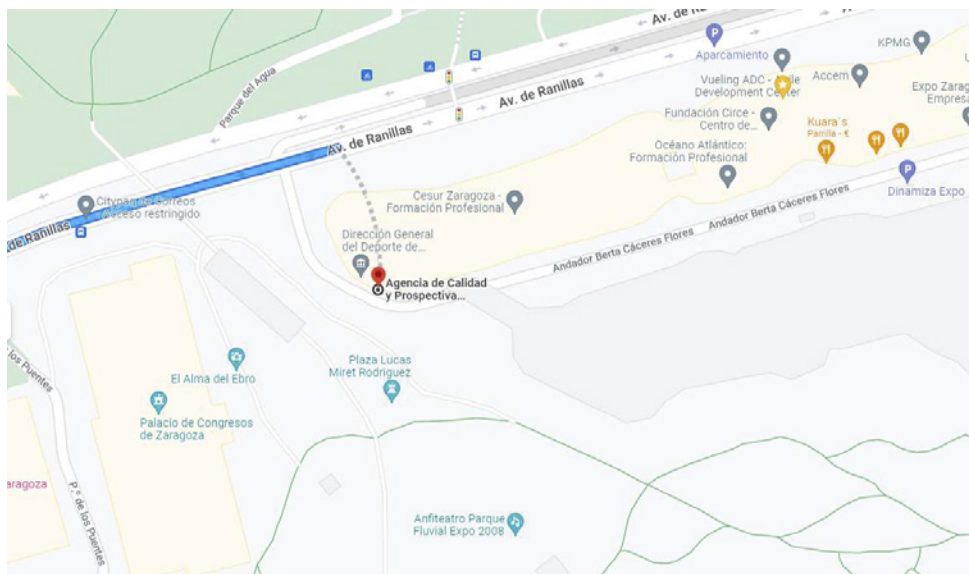 Av. de Ranillas
P
Aparcamiento
KPMG
Vueling ADC - Agile
Development Center
Accem
Expo Zarag
Empresa
Fundación Circe -
Centro de...
Kuara´s
Parrilla - €
Océano Atlántico:
Formación Profesional
P
Dinamiza Expo
Parque del Agua
Av. de Ranillas
Av. de Ranillas
Citypaq de Correos
Acceso restringido
de Ranillas
Cesur Zaragoza -
Formación Profesional
Dirección General
del Deporte de...
Agencia de Calidad
y Prospectiva...
Andador Berta Cáceres Flores
Andador Berta Cáceres Flores
de los Puentes
El Alma del Ebro
Plaza Lucas
Miret Rodriguez
Palacio de Congresos
de Zaragoza
aragoza
P.º de los Puentes
Anfiteatro Parque
Fluvial Expo 2008